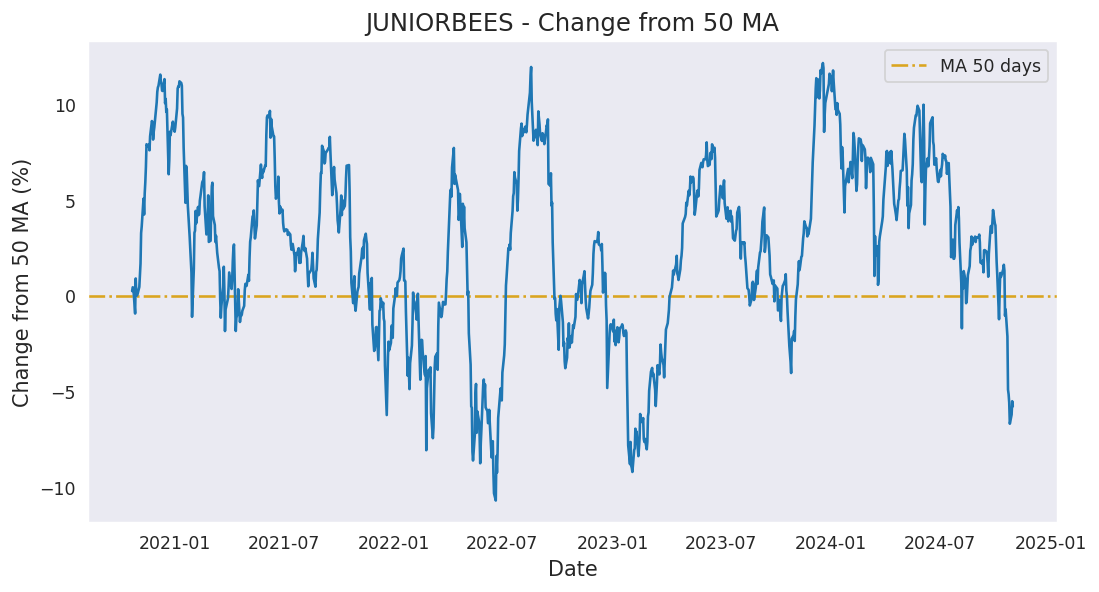 JUNIORBEES - Change from 50 MA
MA 50 days
Change from 50 MA (%)
10
5
0
−5
−10
2021-01 2021-07 2022-01 2022-07 2023-01 2023-07 2024-01 2024-07 2025-01
Date